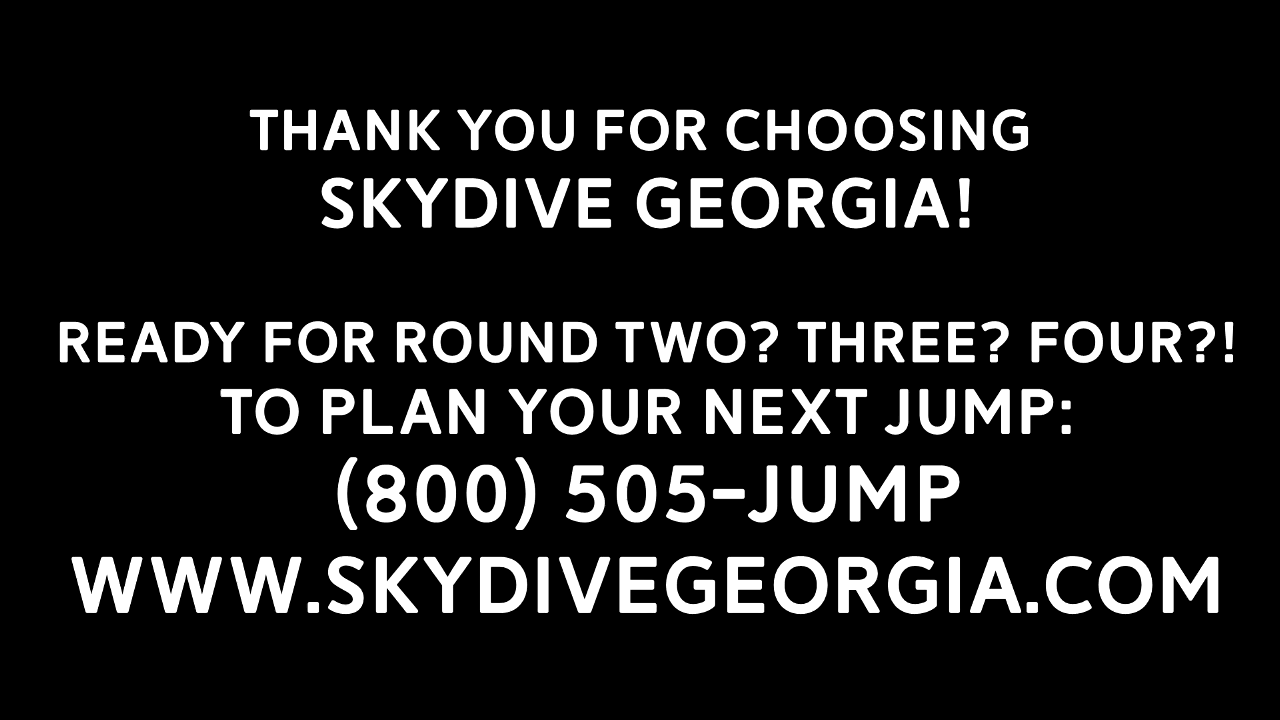 THANK YOU FOR CHOOSING
SKYDIVE GEORGIA!
READY FOR ROUND TWO? THREE? FOUR?!
TO PLAN YOUR NEXT JUMP:
(800) 505-JUMP
WWW.SKYDIVEGEORGIA.COM